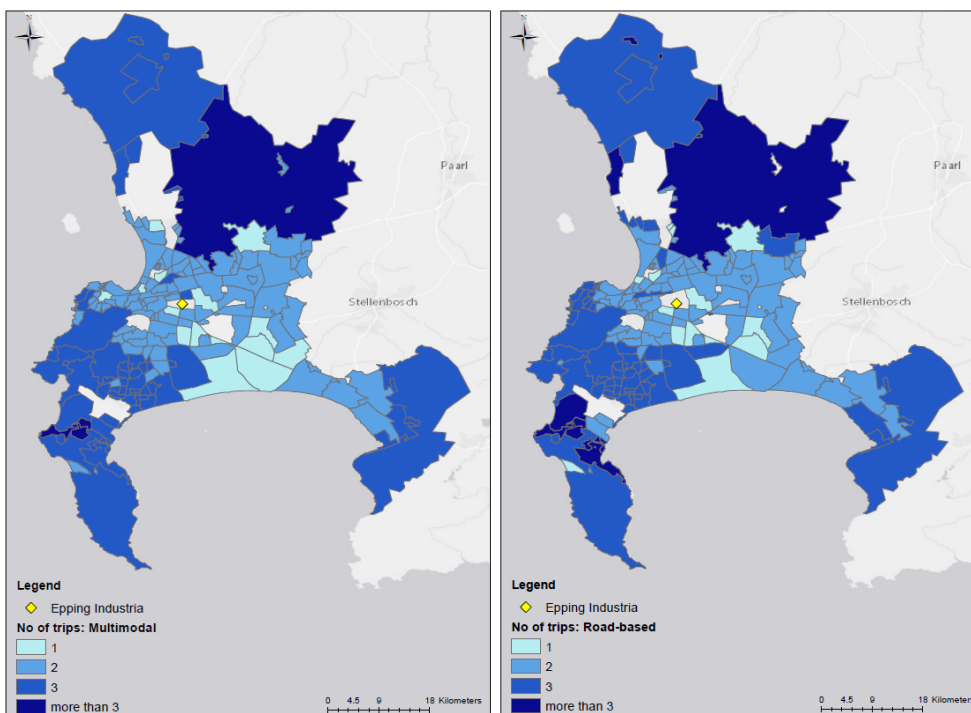 N
Paarl
Stellenbosch
Legend
Epping Industria
No of trips: Multimodal
1
2
3
more than 3
0 4.5 9 18 Kilometers
N
Paarl
Stellenbosch
Legend
Epping Industria
No of trips: Road-based
1
2
3
more than 3
0 4.5 9 18 Kilometers